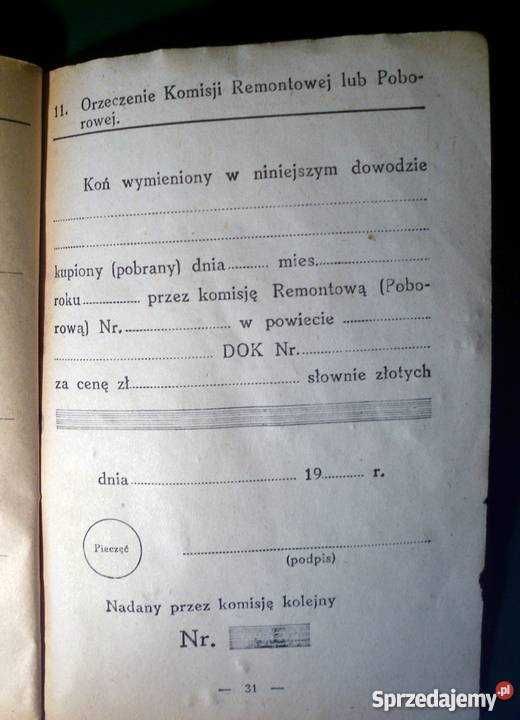 11. Orzeczenie Komisji Remontowej lub Pobo-
rowej.
Koń wymieniony w niniejszym dowodzie
kupiony (pobrany) dnia.......... mies.
roku............. przez komisję Remontową (Pobo-
rową) Nr. .......................... w powiecie .....................
.......................................... DOK Nr. ..............................
za cenę zł. .......................................... słownie złotych
dnia .......................................... 19.......... r.
Pieczęć
(podpis)
Nadany przez komisję kolejny
Nr.
— 31 —
Sprzedajemy.pl